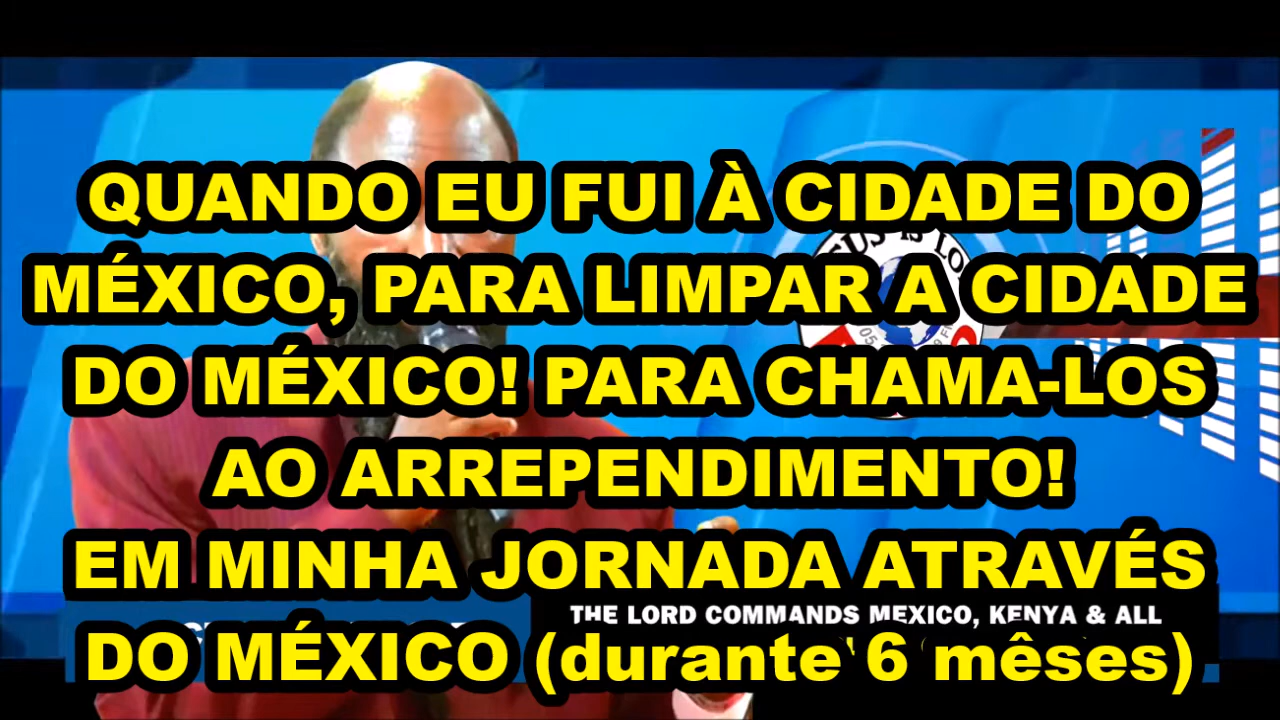 QUANDO EU FUI À CIDADE DO
MÉXICO, PARA LIMPAR A CIDADE
DO MÉXICO! PARA CHAMA-LOS
AO ARREPENDIMENTO!
EM MINHA JORNADA ATRAVÉS
THE LORD COMMANDS MEXICO, KENYA & ALL
DO MÉXICO (durante 6 mêses)